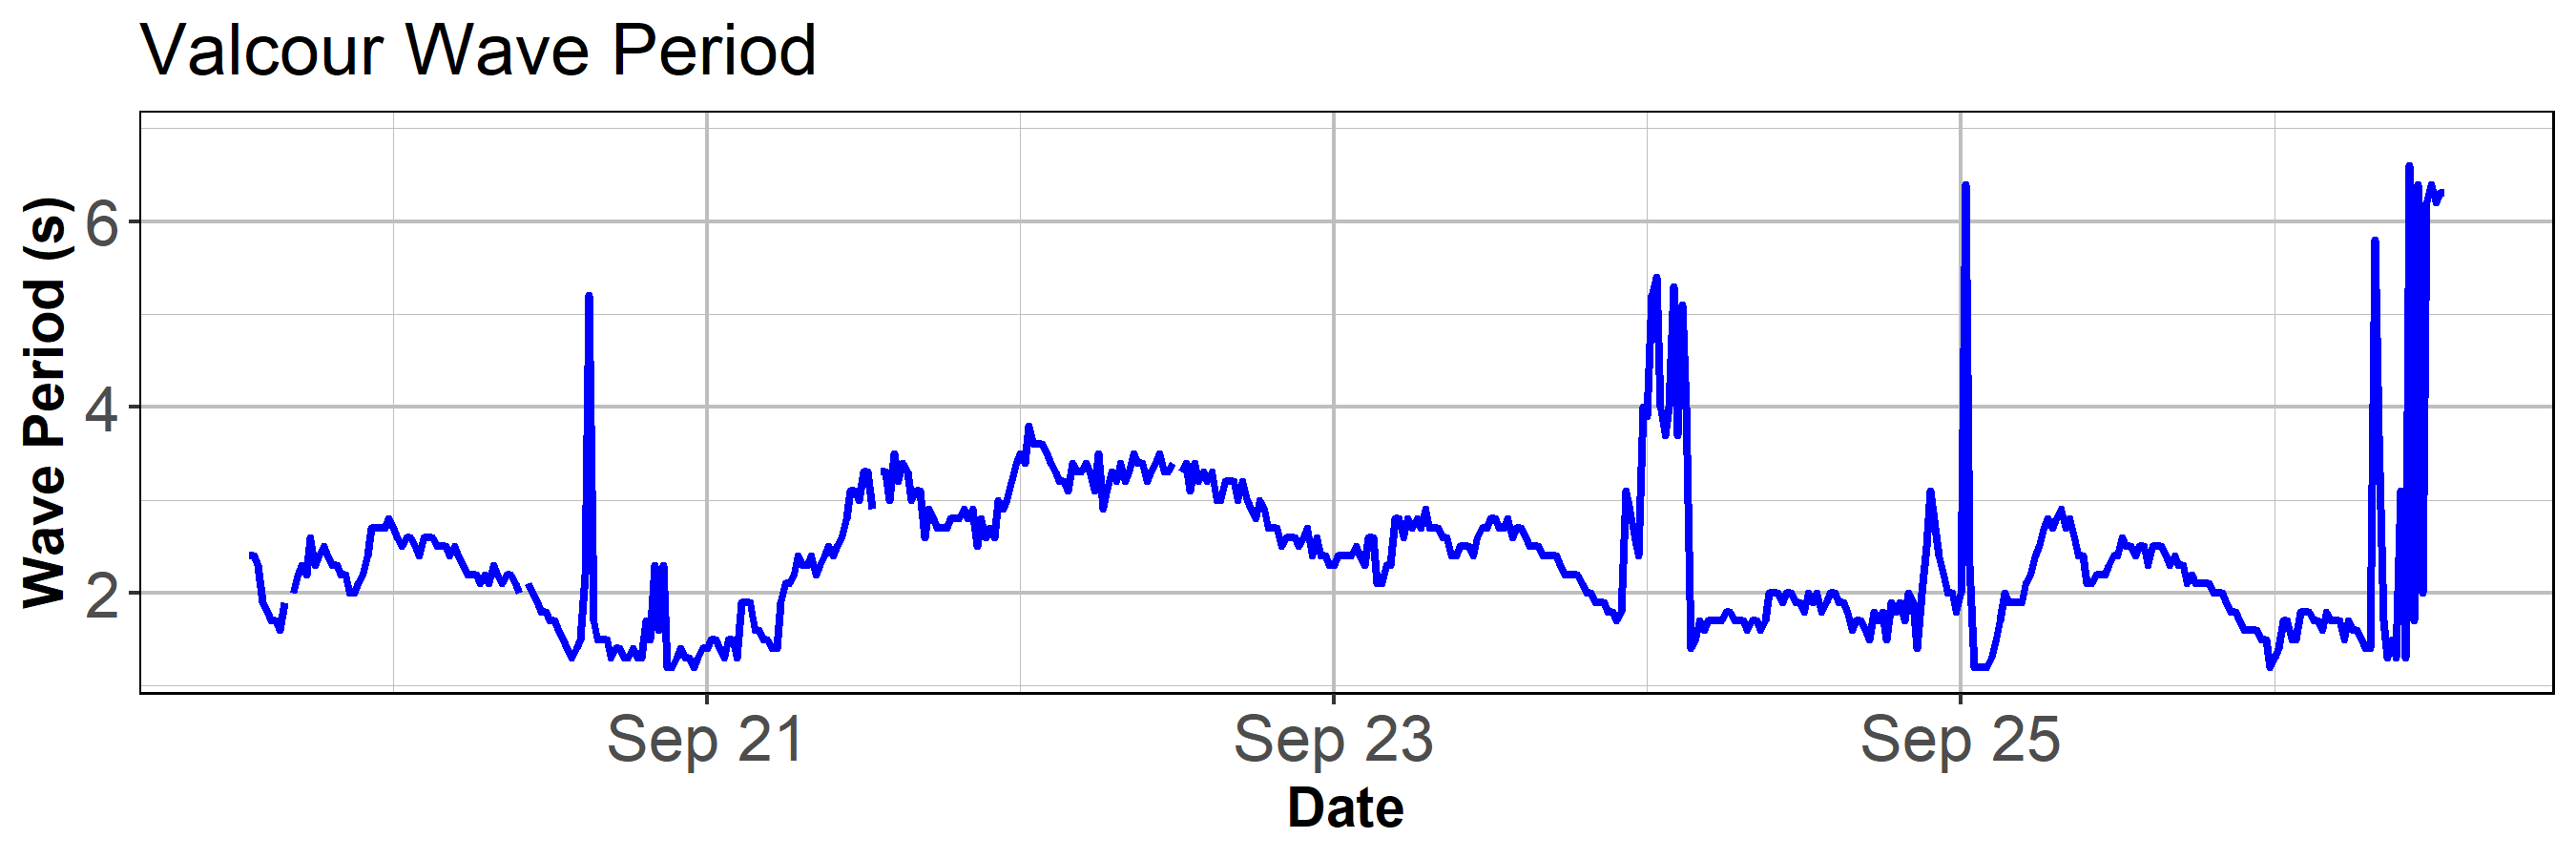 Valcour Wave Period
Wave Period (s)
6
4
2
Sep 21
Sep 23
Sep 25
Date